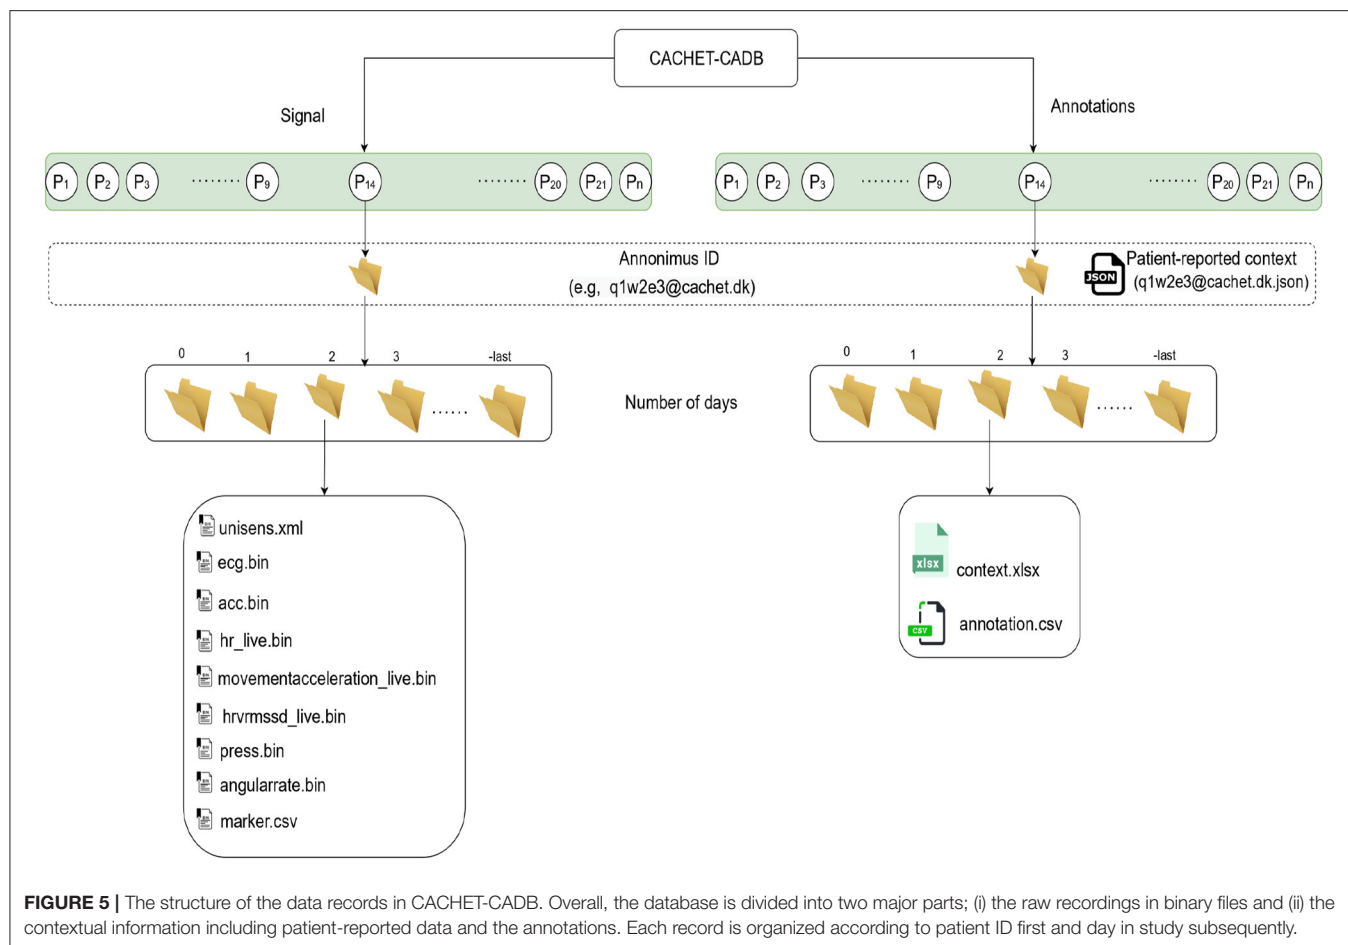 CACHET-CADB
Signal
Annotations
P1 P2 P3 ........ P9 P14 ........ P20 P21 Pn
P1 P2 P3 ........ P9 P14 ........ P20 P21 Pn
Annonimus ID
(e.g, q1w2e3@cachet.dk)
JSON
Patient-reported context
(q1w2e3@cachet.dk.json)
0 1 2 3 -last
......
Number of days
0 1 2 3 -last
......
unisens.xml
ecg.bin
acc.bin
hr_live.bin
movementacceleration_live.bin
hrvrmssd_live.bin
press.bin
angularrate.bin
marker.csv
xlsx
context.xlsx
csv
annotation.csv
FIGURE 5 | The structure of the data records in CACHET-CADB. Overall, the database is divided into two major parts; (i) the raw recordings in binary files and (ii) the
contextual information including patient-reported data and the annotations. Each record is organized according to patient ID first and day in study subsequently.